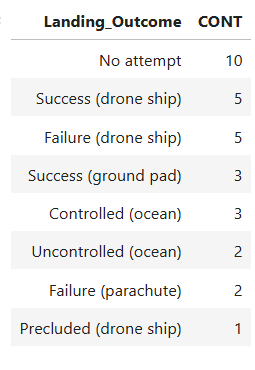 Landing_Outcome CONT
No attempt 10
Success (drone ship) 5
Failure (drone ship) 5
Success (ground pad) 3
Controlled (ocean) 3
Uncontrolled (ocean) 2
Failure (parachute) 2
Precluded (drone ship) 1